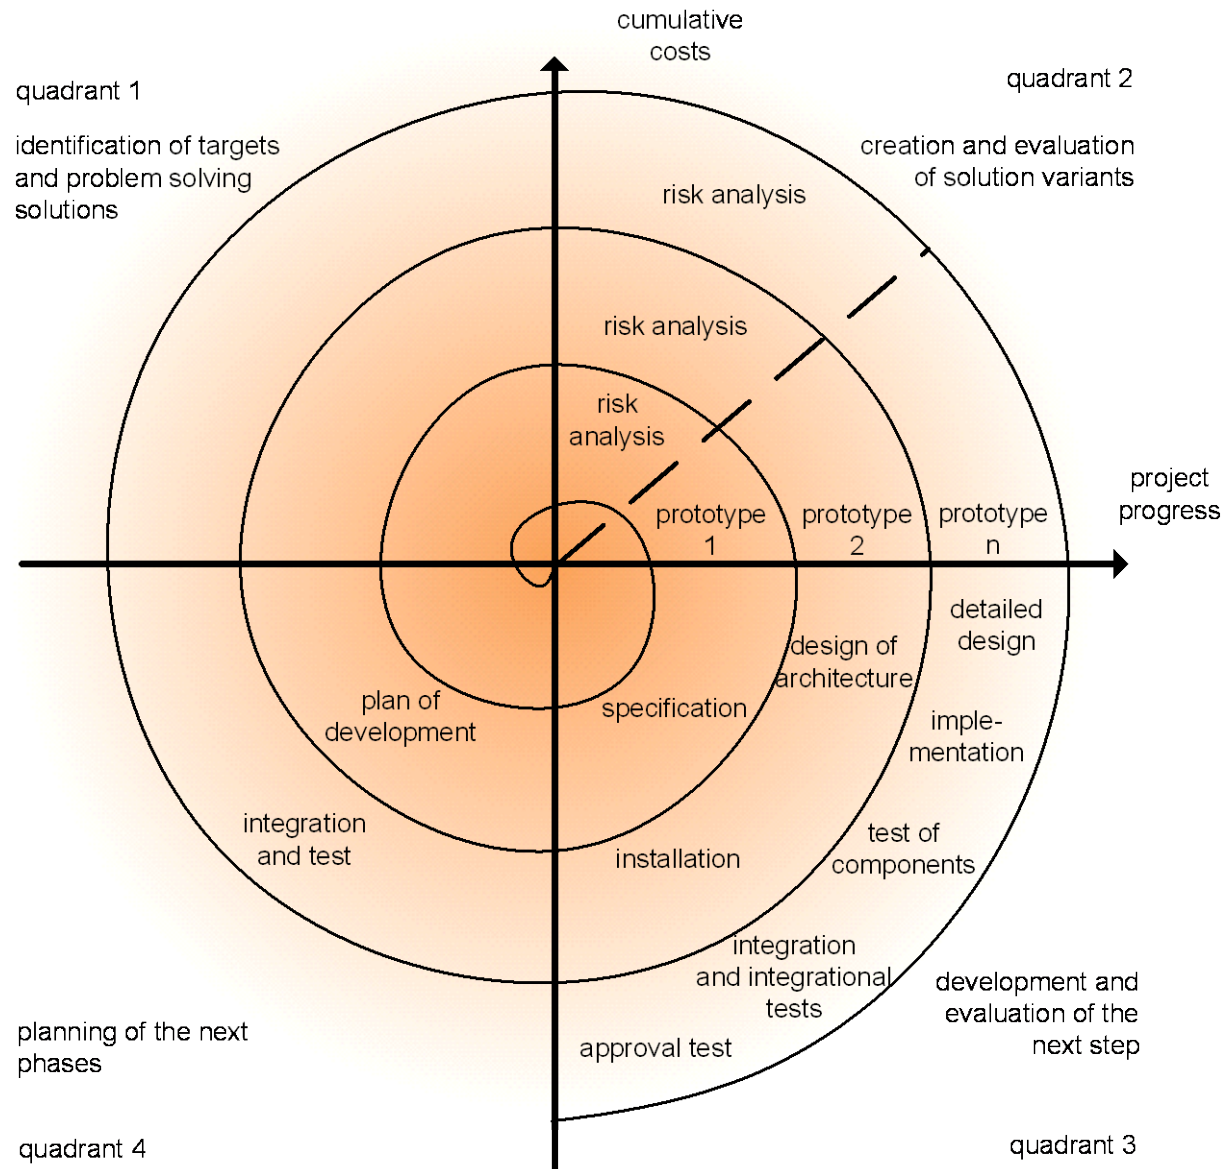 cumulative
costs
quadrant 1
quadrant 2
identification of targets
and problem solving
solutions
creation and evaluation
of solution variants
risk analysis
risk analysis
risk
analysis
project
progress
prototype
1
prototype
2
prototype
n
detailed
design
design of
architecture
plan of
development
specification
imple-
mentation
integration
and test
installation
test of
components
integration
and integrational
tests
approval test
development and
evaluation of the
next step
planning of the next
phases
quadrant 4
quadrant 3